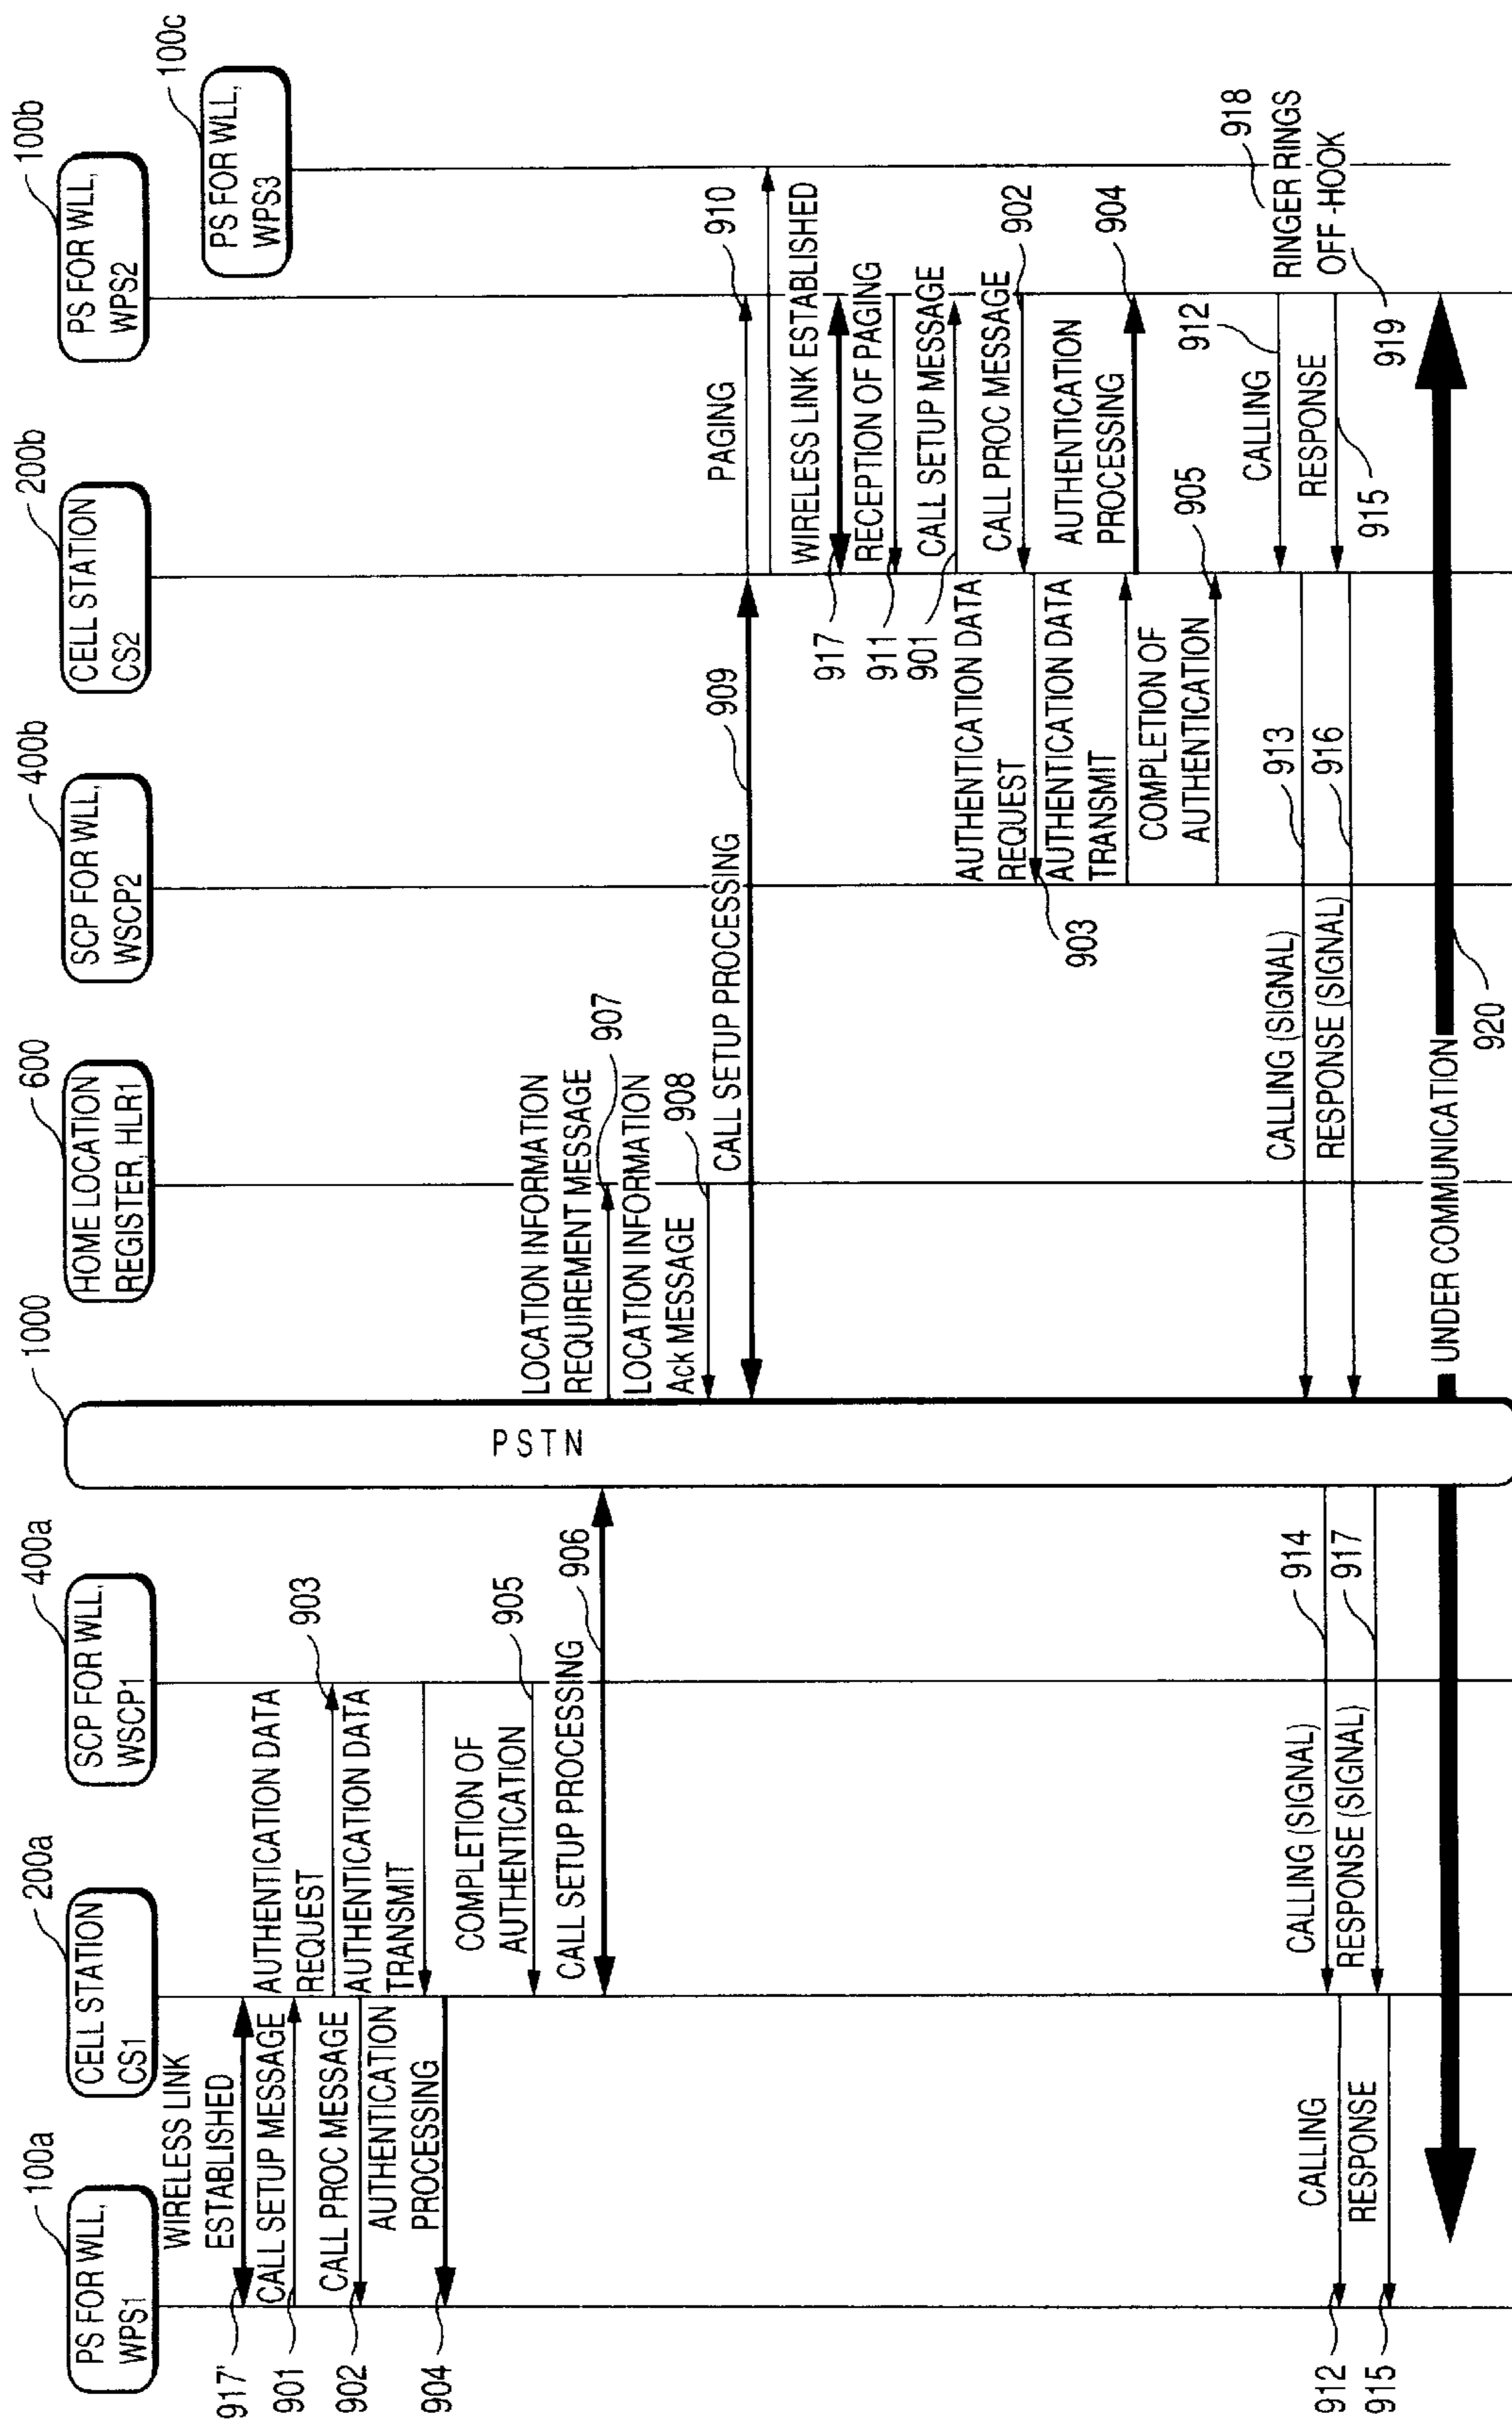 100a
PS FOR WLL,
WPS1
200a
CELL STATION
CS1
400a
SCP FOR WLL,
WSCP1
1000
PSTN
600
HOME LOCATION
REGISTER, HLR1
400b
SCP FOR WLL,
WSCP2
200b
CELL STATION
CS2
100b
PS FOR WLL,
WPS2
100c
PS FOR WLL,
WPS3
WIRELESS LINK
ESTABLISHED
917'
CALL SETUP MESSAGE
901
CALL PROC MESSAGE
902
AUTHENTICATION
PROCESSING
904
AUTHENTICATION DATA
REQUEST
903
AUTHENTICATION DATA
TRANSMIT
COMPLETION OF
AUTHENTICATION
905
CALL SETUP PROCESSING
906
LOCATION INFORMATION
REQUIREMENT MESSAGE
907
LOCATION INFORMATION
Ack MESSAGE
908
CALL SETUP PROCESSING
909
PAGING
910
WIRELESS LINK ESTABLISHED
917
RECEPTION OF PAGING
911
CALL SETUP MESSAGE
901
CALL PROC MESSAGE
902
AUTHENTICATION DATA
REQUEST
903
AUTHENTICATION DATA
TRANSMIT
AUTHENTICATION
PROCESSING
904
COMPLETION OF
AUTHENTICATION
905
CALLING
912
918
RINGER RINGS
OFF -HOOK
919
RESPONSE
915
CALLING (SIGNAL)
913
RESPONSE (SIGNAL)
916
CALLING (SIGNAL)
914
RESPONSE (SIGNAL)
917
CALLING
912
RESPONSE
915
UNDER COMMUNICATION
920